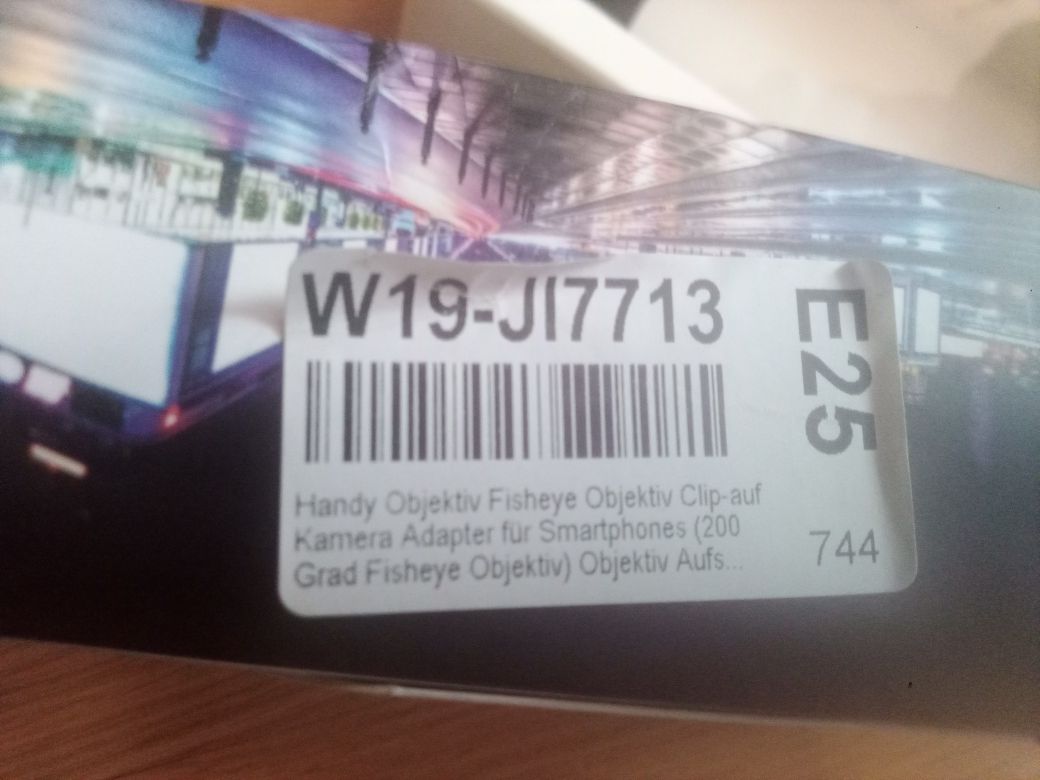 W19-JI7713
E25
Handy Objektiv Fisheye Objektiv Clip-auf
Kamera Adapter für Smartphones (200
Grad Fisheye Objektiv) Objektiv Aufs...
744